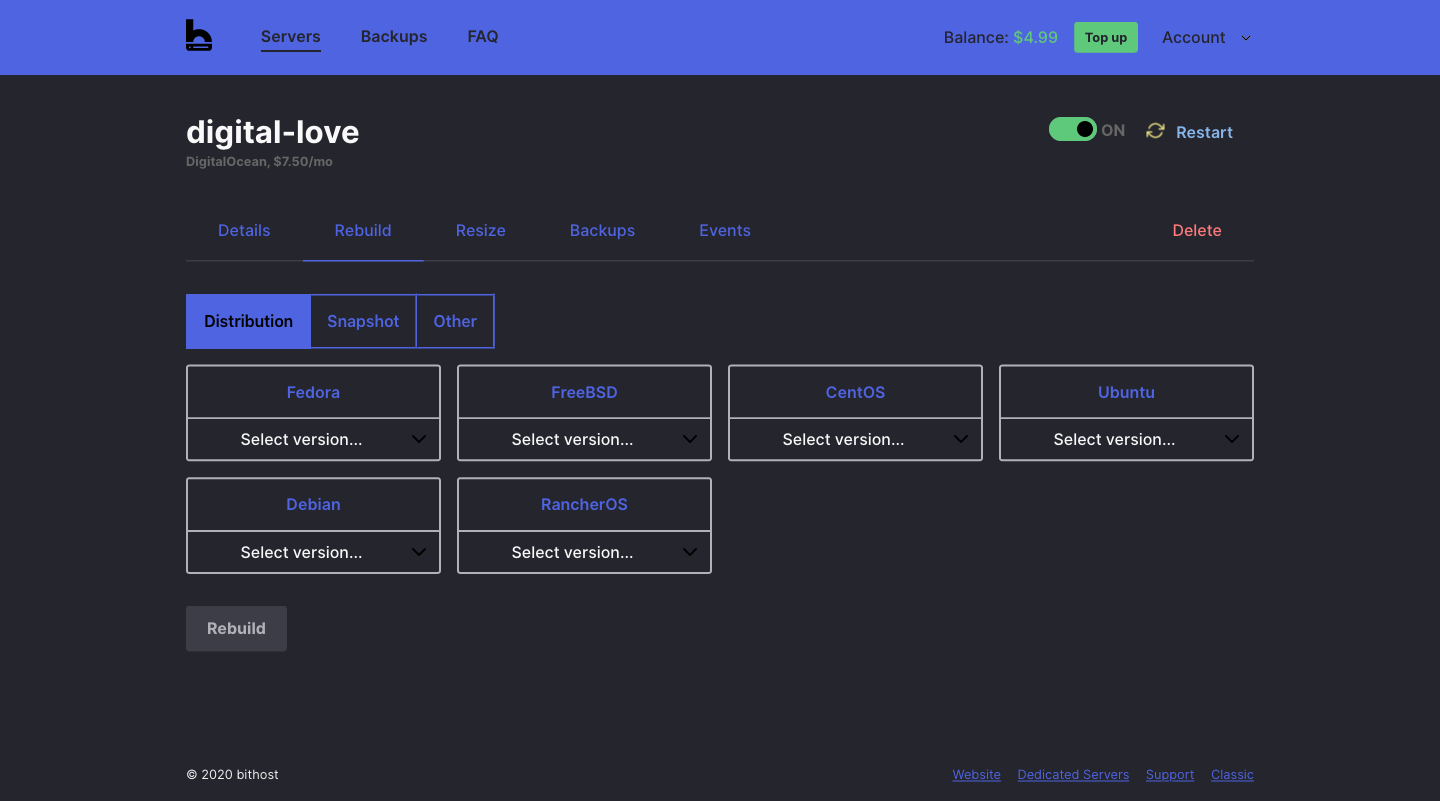 Servers Backups FAQ Balance: $4.99 Top up Account
digital-love ON Restart
DigitalOcean, $7.50/mo
Details Rebuild Resize Backups Events Delete
Distribution Snapshot Other
Fedora FreeBSD CentOS Ubuntu
Select version... Select version... Select version... Select version...
Debian RancherOS
Select version... Select version...
Rebuild
© 2020 bithost Website Dedicated Servers Support Classic